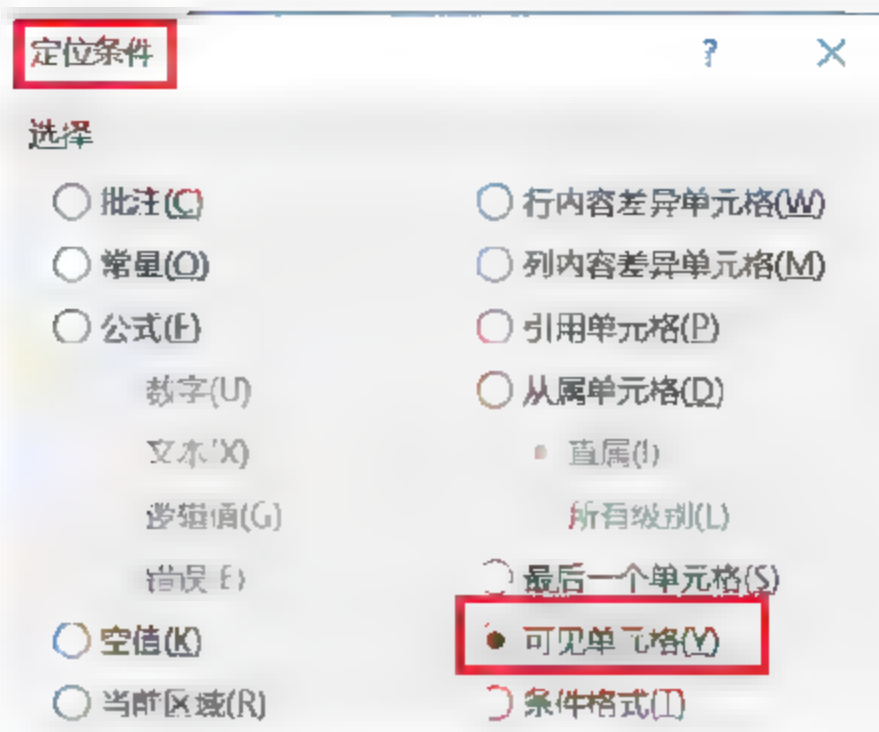 定位条件
?
选择
批注(C)
行内容差异单元格(W)
常量(O)
列内容差异单元格(M)
公式(F)
引用单元格(P)
数字(U)
从属单元格(D)
文本(X)
直属(I)
逻辑值(G)
所有级别(L)
错误(E)
最后一个单元格(S)
空值(K)
可见单元格(Y)
当前区域(R)
条件格式(T)